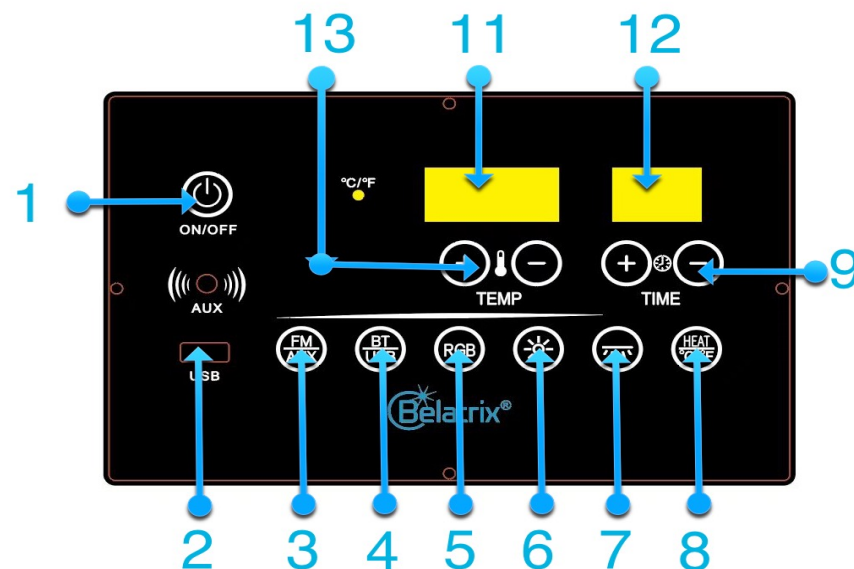 13 11 12
°C/°F
1
ON/OFF
9
TEMP TIME
AUX
FM
AUX
BT
USB
RGB
HEAT
°C/°F
USB
Belatrix®
2 3 4 5 6 7 8